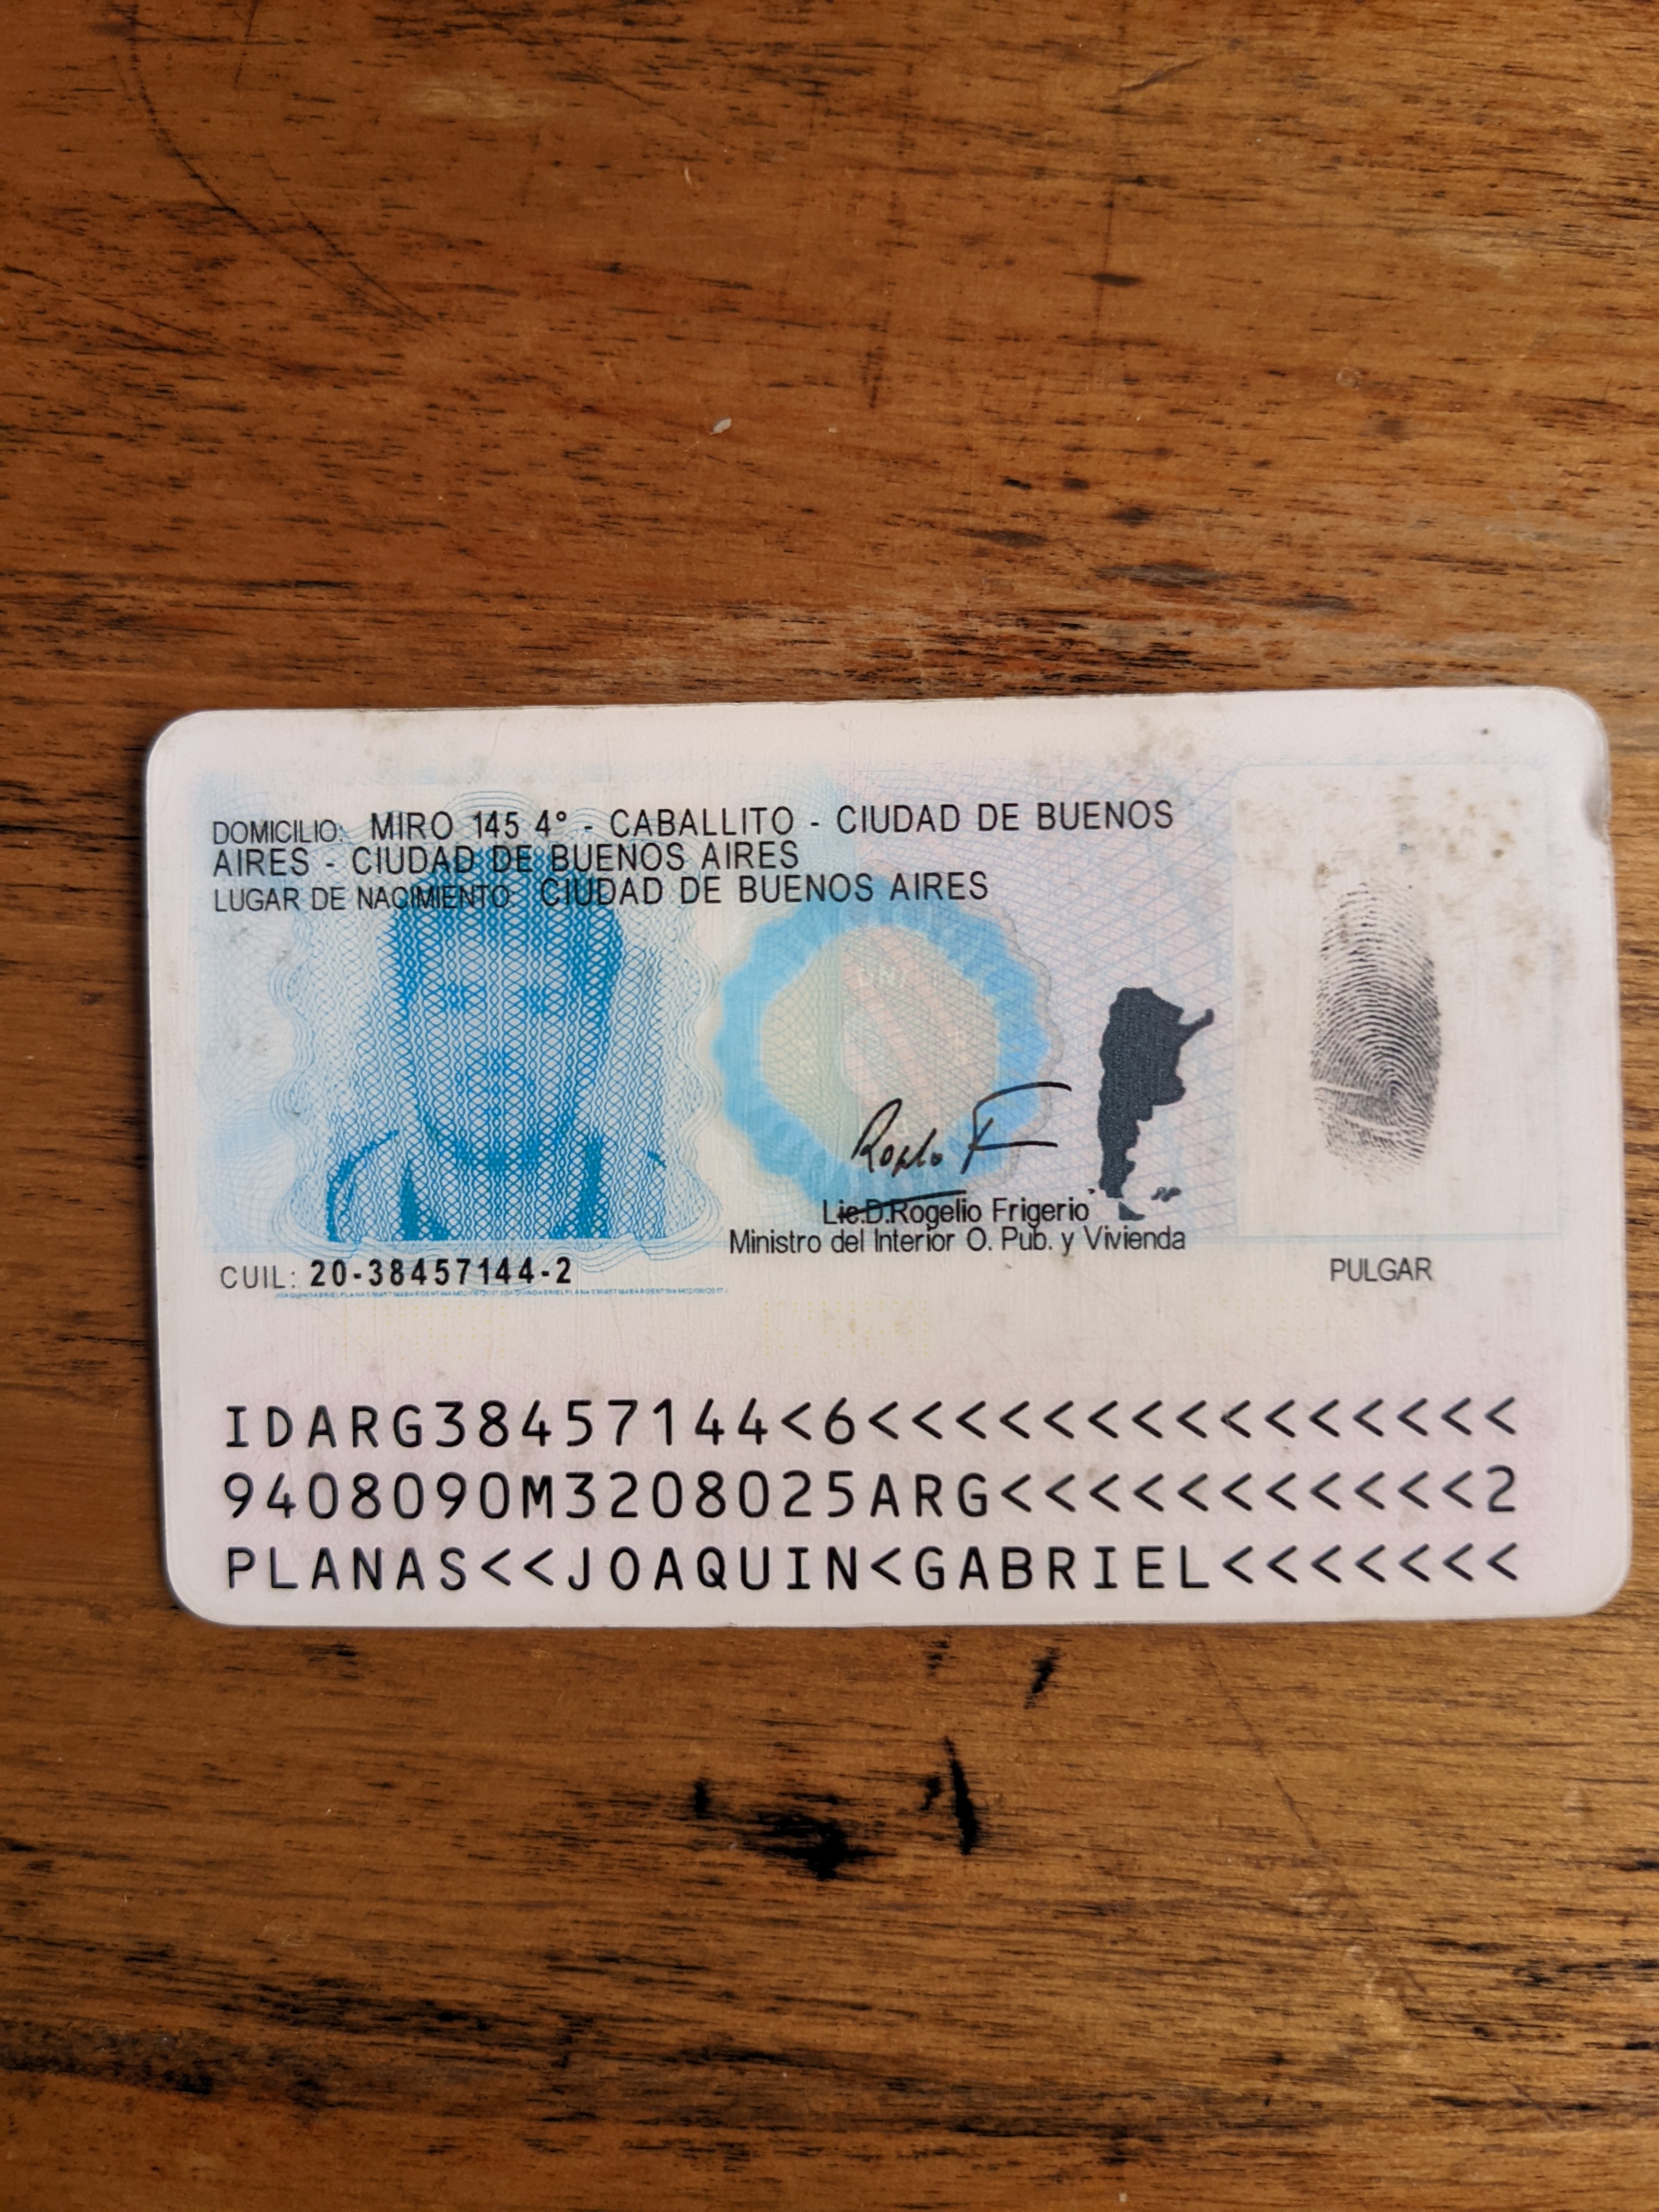 DOMICILIO: MIRO 145 4° - CABALLITO - CIUDAD DE BUENOS
AIRES - CIUDAD DE BUENOS AIRES
LUGAR DE NACIMIENTO: CIUDAD DE BUENOS AIRES
Lic.D.Rogelio Frigerio
Ministro del Interior O. Pub. y Vivienda
CUIL: 20-38457144-2
PULGAR
IDARG38457144<6<<<<<<<<<<<<<<<
9408090M3208025ARG<<<<<<<<<<<2
PLANAS<<JOAQUIN<GABRIEL<<<<<<<